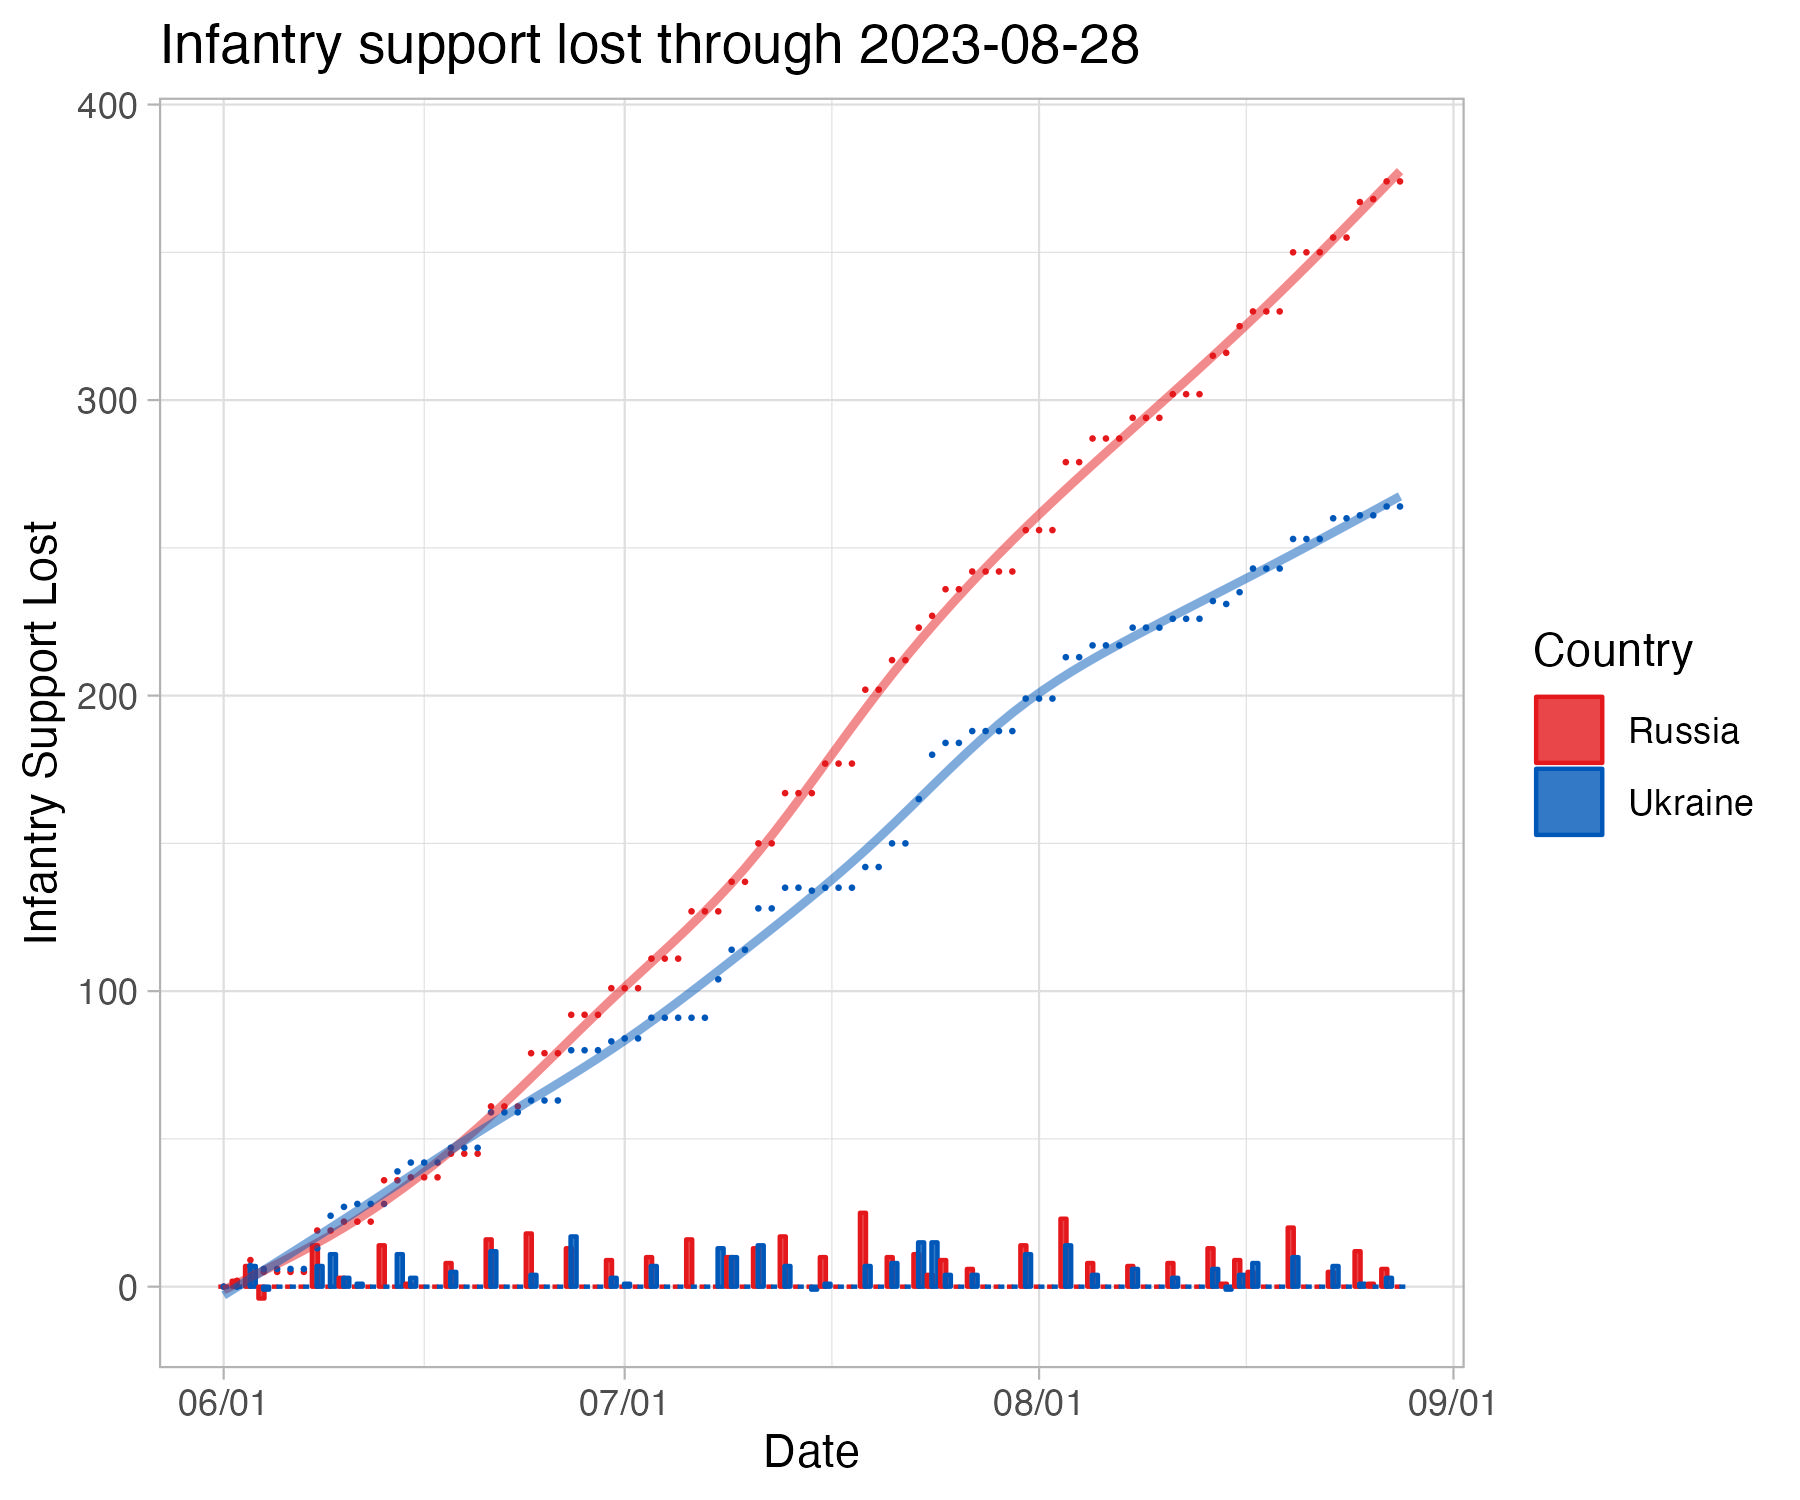 Infantry support lost through 2023-08-28
Infantry Support Lost
400
300
200
100
0
06/01
07/01
08/01
09/01
Date
Country
Russia
Ukraine